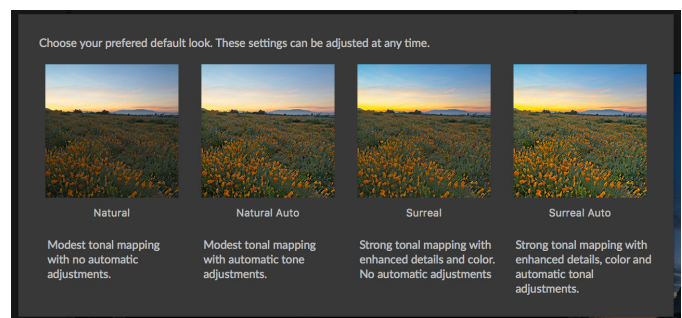 Choose your prefered default look. These settings can be adjusted at any time.
Natural
Natural Auto
Surreal
Surreal Auto
Modest tonal mapping
with no automatic
adjustments.
Modest tonal mapping
with automatic tone
adjustments.
Strong tonal mapping with
enhanced details and color.
No automatic adjustments
Strong tonal mapping with
enhanced details, color and
automatic tonal
adjustments.